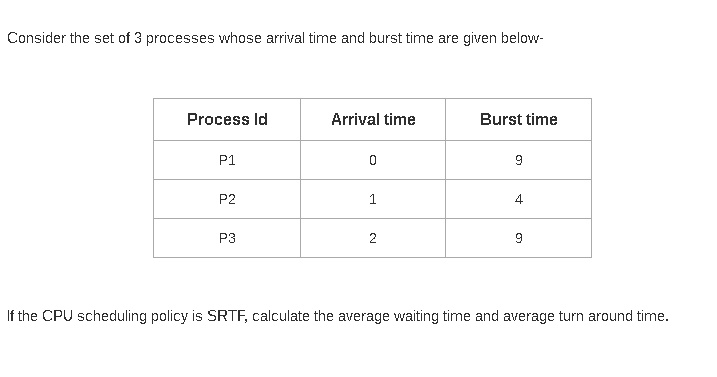 Consider the set of 3 processes whose arrival time and burst time are given below-
Process Id Arrival time Burst time
P1 0 9
P2 1 4
P3 2 9
If the CPU scheduling policy is SRTF, calculate the average waiting time and average turn around time.